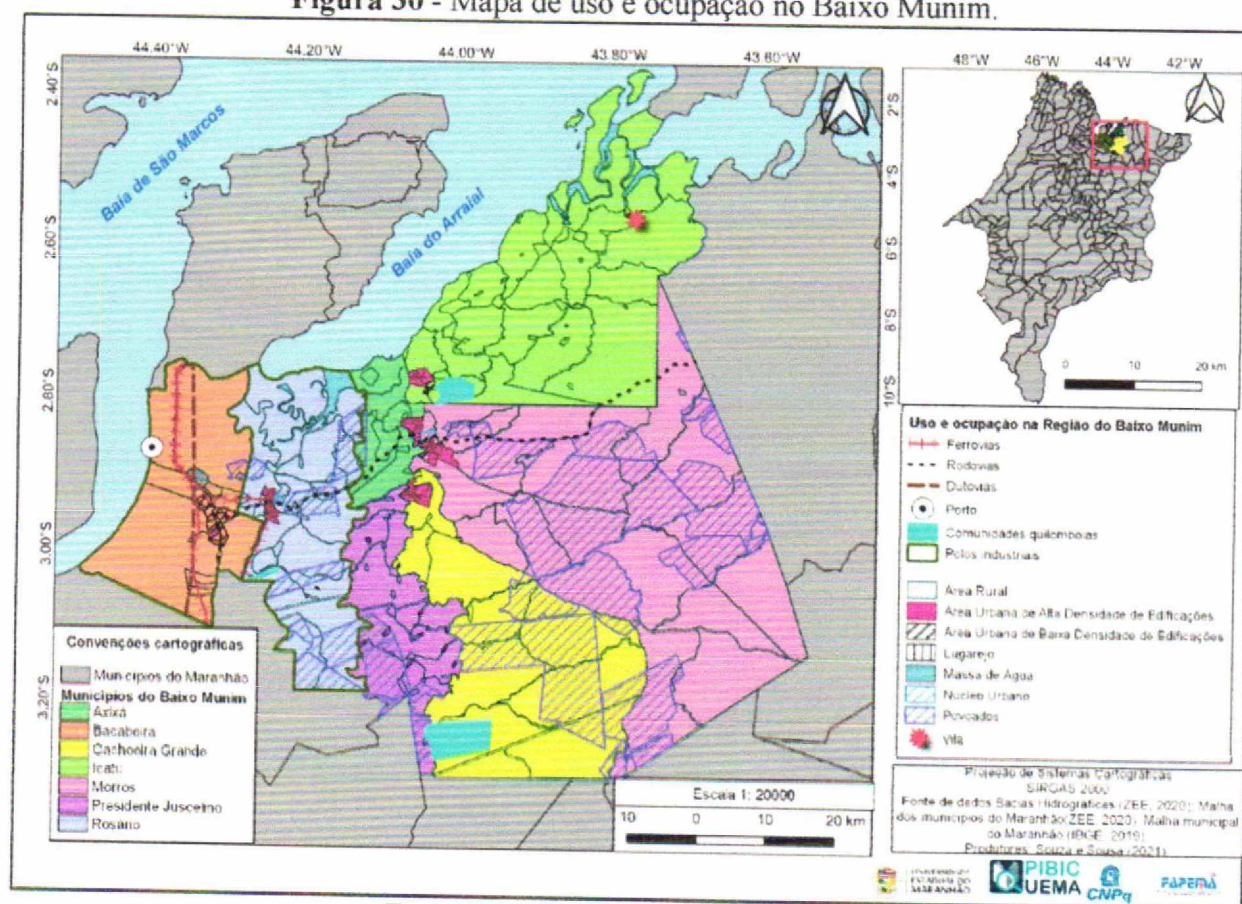 Figura 30 - Mapa de uso e ocupação no Baixo Munim.
44.40°W 44.20°W 44.00°W 43.80°W 43.60°W
2.40°S
2.60°S
2.80°S
3.00°S
3.20°S
Baía de São Marcos
Baía do Arraial
48°W 46°W 44°W 42°W
2°S
4°S
6°S
8°S
10°S
0 10 20 km
Convenções cartográficas
Municípios do Maranhão
Municípios do Baixo Munim
Axixá
Bacabeira
Cachoeira Grande
Icatu
Morros
Presidente Juscelino
Rosário
Escala 1: 20000
10 0 10 20 km
Uso e ocupação na Região do Baixo Munim
Ferrovias
Rodovias
Dutovias
Porto
Comunidades quilombolas
Polos industriais
Área Rural
Área Urbana de Alta Densidade de Edificações
Área Urbana de Baixa Densidade de Edificações
Lugarejo
Massa de Água
Núcleo Urbano
Povoados
Vila
Projeção de Sistemas Cartográficas
SIRGAS 2000
Fonte de dados Bacias Hidrográficas (ZEE, 2020); Malha
dos municípios do Maranhão(ZEE, 2020), Malha municipal
do Maranhão (IBGE, 2019)
Produtores: Souza e Sousa (2021)
UNIVERSIDADE
ESTADUAL DO
MARANHÃO
PIBIC
UEMA
CNPq
FAPEMA